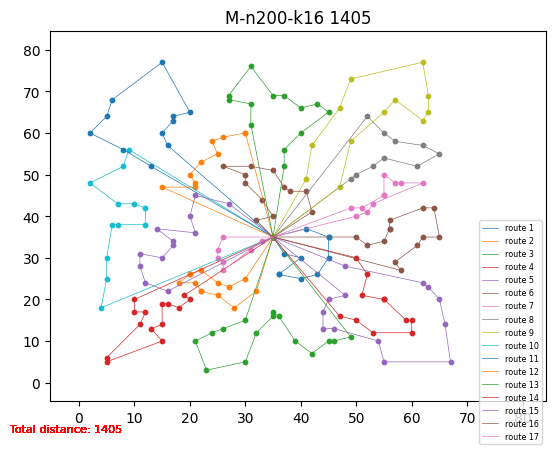 M-n200-k16 1405
80
70
60
50
40
30
20
10
0
0 10 20 30 40 50 60 70 80
route 1
route 2
route 3
route 4
route 5
route 6
route 7
route 8
route 9
route 10
route 11
route 12
route 13
route 14
route 15
route 16
route 17
Total distance: 1405